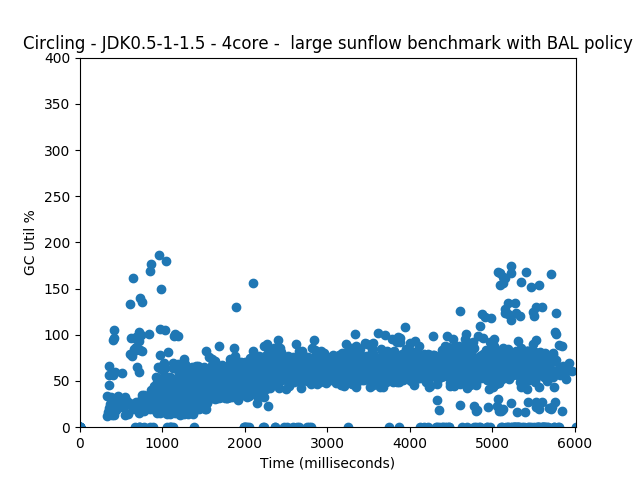 Circling - JDK0.5-1-1.5 - 4core -  large sunflow benchmark with BAL policy
400
350
300
250
200
150
100
50
0
GC Util %
0 1000 2000 3000 4000 5000 6000
Time (milliseconds)